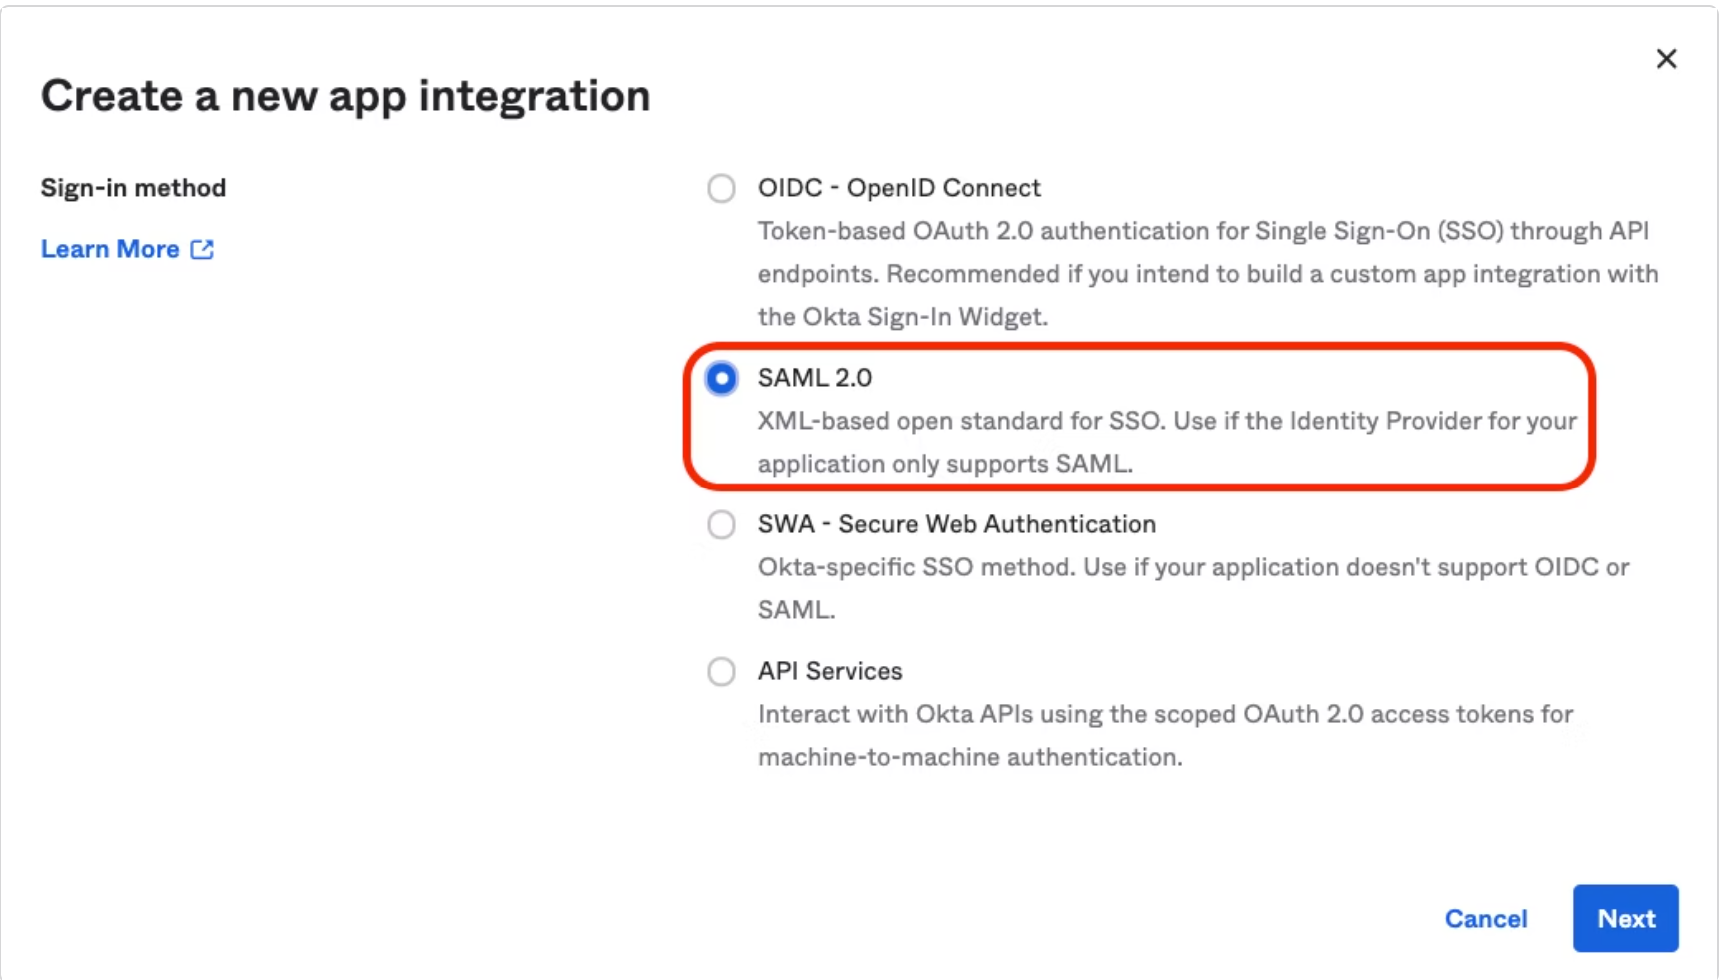 Create a new app integration
Sign-in method
Learn More
OIDC - OpenID Connect
Token-based OAuth 2.0 authentication for Single Sign-On (SSO) through API
endpoints. Recommended if you intend to build a custom app integration with
the Okta Sign-In Widget.
SAML 2.0
XML-based open standard for SSO. Use if the Identity Provider for your
application only supports SAML.
SWA - Secure Web Authentication
Okta-specific SSO method. Use if your application doesn't support OIDC or
SAML.
API Services
Interact with Okta APIs using the scoped OAuth 2.0 access tokens for
machine-to-machine authentication.
Cancel
Next